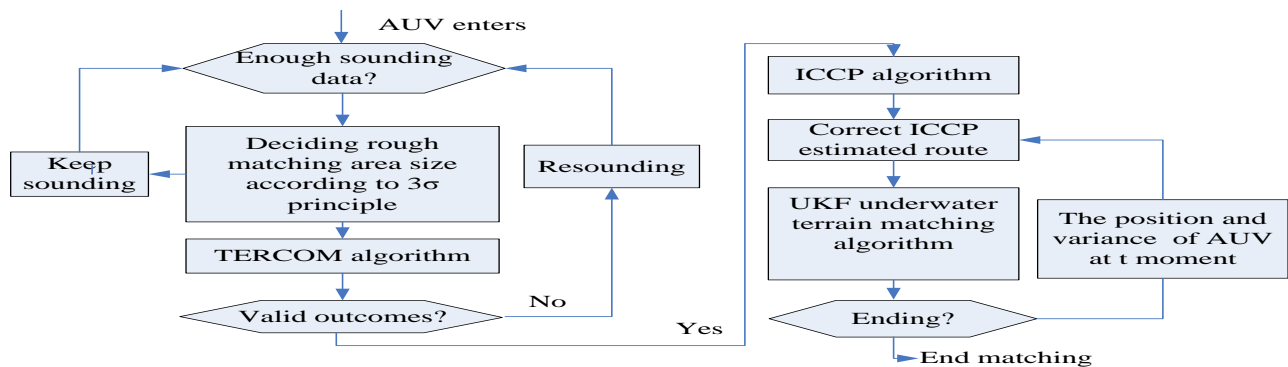 AUV enters
Enough sounding
data?
Deciding rough
matching area size
according to 3σ
principle
Keep
sounding
Resounding
TERCOM algorithm
Valid outcomes?
No
Yes
ICCP algorithm
Correct ICCP
estimated route
UKF underwater
terrain matching
algorithm
The position and
variance of AUV
at t moment
Ending?
End matching